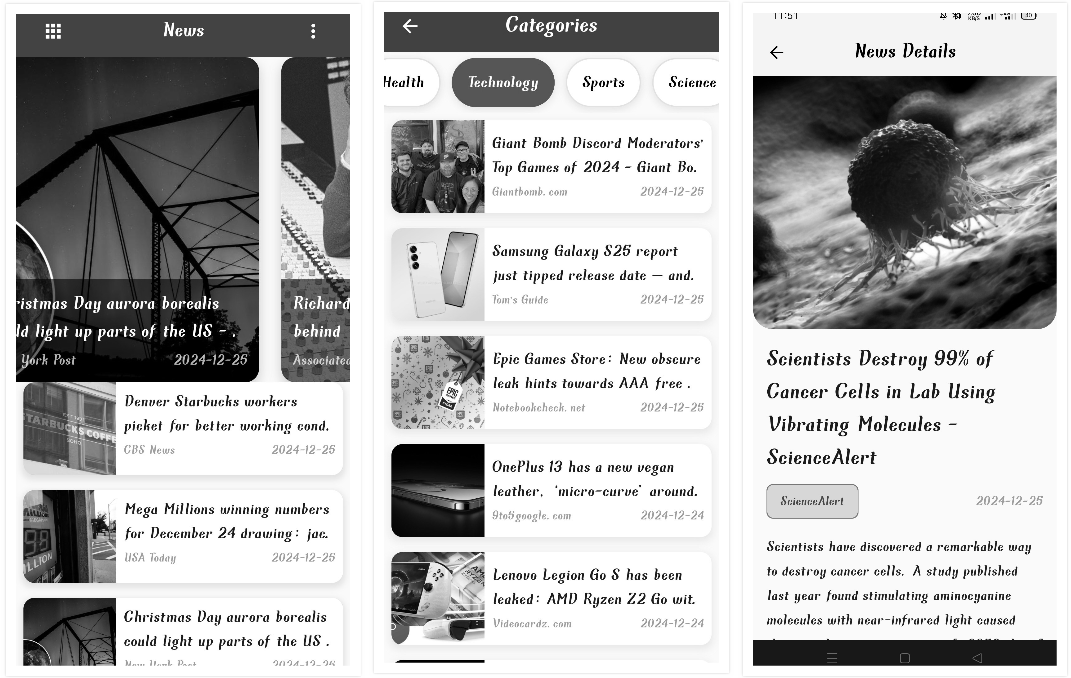 News
ristmas Day aurora borealis
ld light up parts of the US - .
York Post 2024-12-25
Richard
behind
Associated
STARBUCKS COFFE
Denver Starbucks workers
picket for better working cond.
CBS News 2024-12-25
Mega Millions winning numbers
for December 24 drawing: jac.
USA Today 2024-12-25
Christmas Day aurora borealis
could light up parts of the US .
New York Post 2024-12-25
Categories
Health Technology Sports Science
Giant Bomb Discord Moderators'
Top Games of 2024 - Giant Bo.
Giantbomb. com 2024-12-25
Samsung Galaxy S25 report
just tipped release date — and.
Tom's Guide 2024-12-25
Epic Games Store: New obscure
leak hints towards AAA free .
Notebookcheck. net 2024-12-25
OnePlus 13 has a new vegan
leather, 'micro-curve' around.
9to5google. com 2024-12-24
Lenovo Legion Go S has been
leaked: AMD Ryzen Z2 Go wit.
Videocardz. com 2024-12-24
11:51
News Details
Scientists Destroy 99% of
Cancer Cells in Lab Using
Vibrating Molecules -
ScienceAlert
ScienceAlert 2024-12-25
Scientists have discovered a remarkable way
to destroy cancer cells. A study published
last year found stimulating aminocyanine
molecules with near-infrared light caused